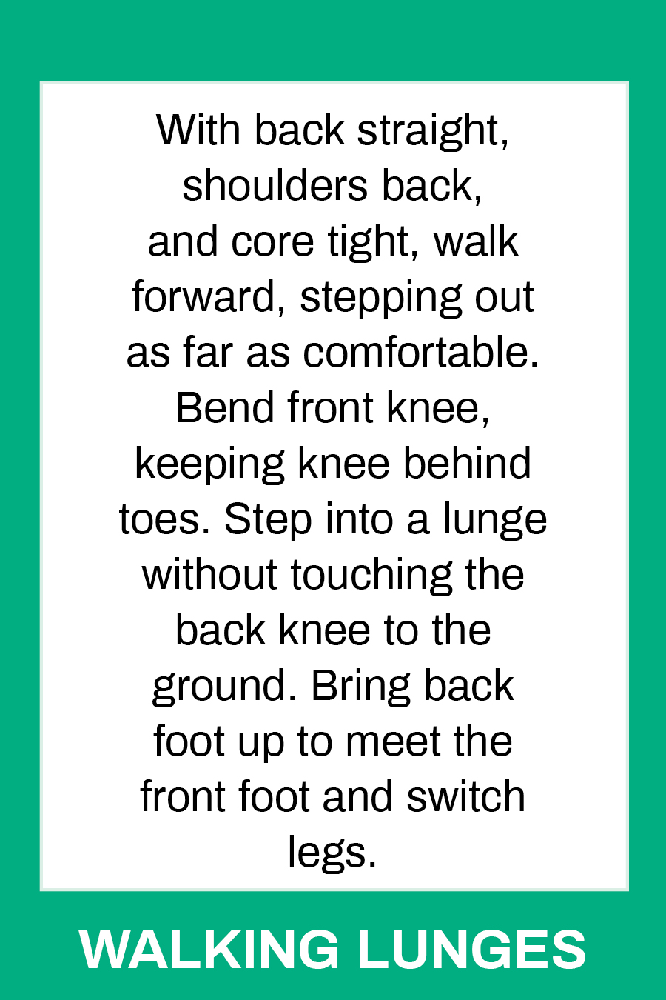 With back straight,
shoulders back,
and core tight, walk
forward, stepping out
as far as comfortable.
Bend front knee,
keeping knee behind
toes. Step into a lunge
without touching the
back knee to the
ground. Bring back
foot up to meet the
front foot and switch
legs.
WALKING LUNGES